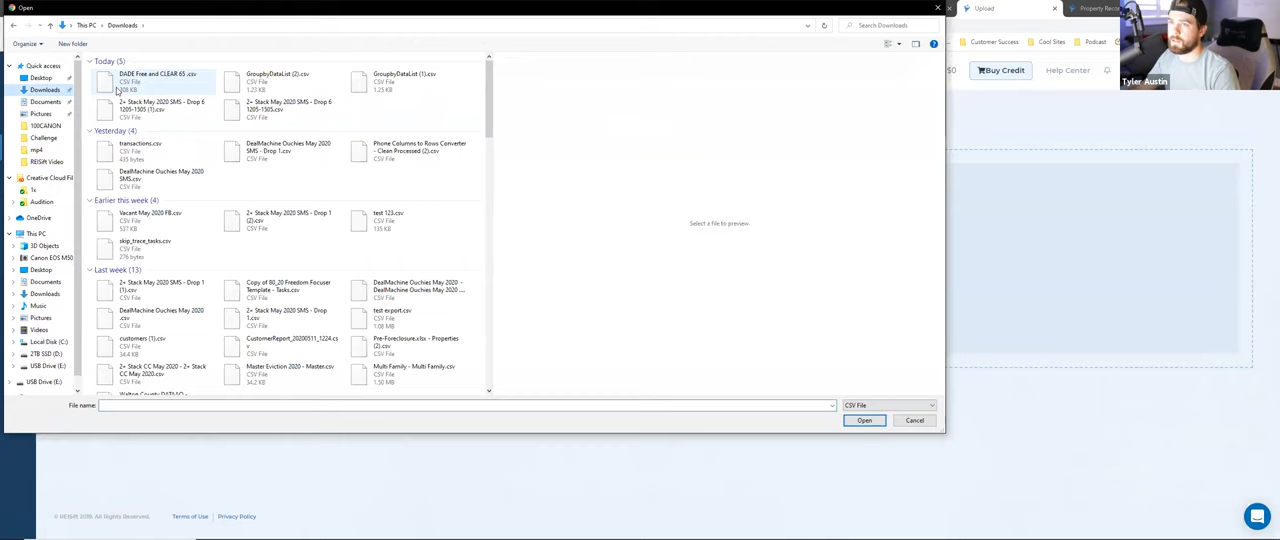 Open
This PC
Downloads
Search Downloads
Upload
Property Reco
Organize
New folder
Customer Success
Cool Sites
Podcast
$0
Buy Credit
Help Center
Tyler Austin
Quick access
Desktop
Downloads
Documents
Pictures
100CANON
Challenge
mp4
REISift Video
Creative Cloud Fil
1s
Audition
OneDrive
This PC
3D Objects
Canon EOS M50
Desktop
Documents
Downloads
Music
Pictures
Videos
Local Disk (C:)
2TB SSD (D:)
USB Drive (E:)
USB Drive (E:)
Today (5)
DADE Free and CLEAR 65 .csv
CSV File
GroupbyDataList (2).csv
CSV File
1.23 KB
GroupbyDataList (1).csv
CSV File
1.25 KB
2+ Stack May 2020 SMS - Drop 6
1205-1505 (1).csv
CSV File
2+ Stack May 2020 SMS - Drop 6
1205-1505.csv
CSV File
Yesterday (4)
transactions.csv
CSV File
435 bytes
DealMachine Ouchies May 2020
SMS - Drop 1.csv
CSV File
Phone Columns to Rows Converter
- Clean Processed (2).csv
CSV File
DealMachine Ouchies May 2020
SMS.csv
CSV File
Earlier this week (4)
Vacant May 2020 FB.csv
CSV File
537 KB
2+ Stack May 2020 SMS - Drop 1
(2).csv
CSV File
test 123.csv
CSV File
135 KB
skip_trace_tasks.csv
CSV File
276 bytes
Last week (13)
2+ Stack May 2020 SMS - Drop 1
(1).csv
CSV File
Copy of 80_20 Freedom Focuser
Template - Tasks.csv
CSV File
DealMachine Ouchies May 2020 -
DealMachine Ouchies May 2020 ....
CSV File
DealMachine Ouchies May 2020
.csv
CSV File
2+ Stack May 2020 SMS - Drop
1.csv
CSV File
test export.csv
CSV File
1.08 MB
customers (1).csv
CSV File
34.4 KB
CustomerReport_20200511_1224.cs
v
CSV File
Pre-Foreclosure.xlsx - Properties
(2).csv
CSV File
2+ Stack CC May 2020 - 2+ Stack
CC May 2020.csv
CSV File
Master Eviction 2020 - Master.csv
CSV File
34.2 KB
Multi Family - Multi Family.csv
CSV File
1.50 MB
Select a file to preview.
File name:
CSV File
Open
Cancel
© REISift 2019. All Rights Reserved.
Terms of Use
Privacy Policy